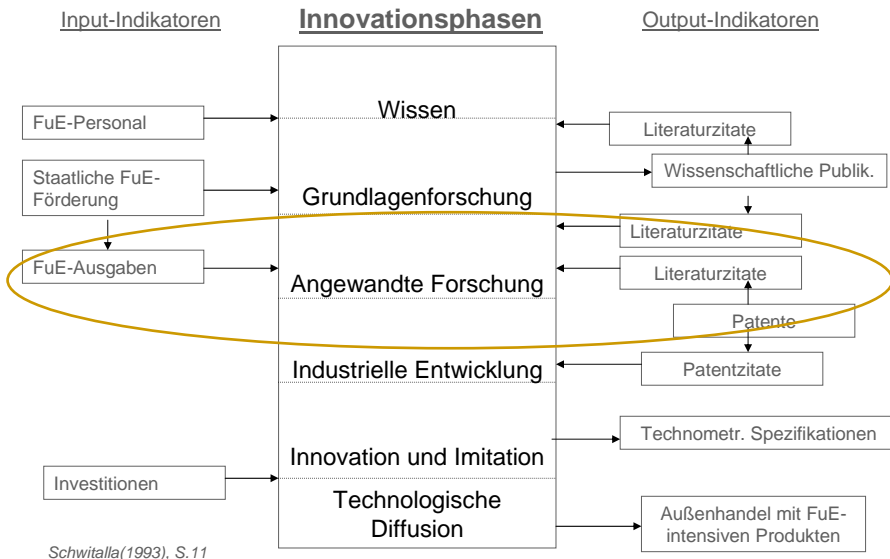 Input-Indikatoren
Innovationsphasen
Output-Indikatoren
Wissen
FuE-Personal
Literaturzitate
Wissenschaftliche Publik.
Staatliche FuE-
Förderung
Grundlagenforschung
Literaturzitate
FuE-Ausgaben
Literaturzitate
Angewandte Forschung
Patente
Industrielle Entwicklung
Patentzitate
Technometr. Spezifikationen
Innovation und Imitation
Investitionen
Technologische
Diffusion
Außenhandel mit FuE-
intensiven Produkten
Schwitalla(1993), S.11